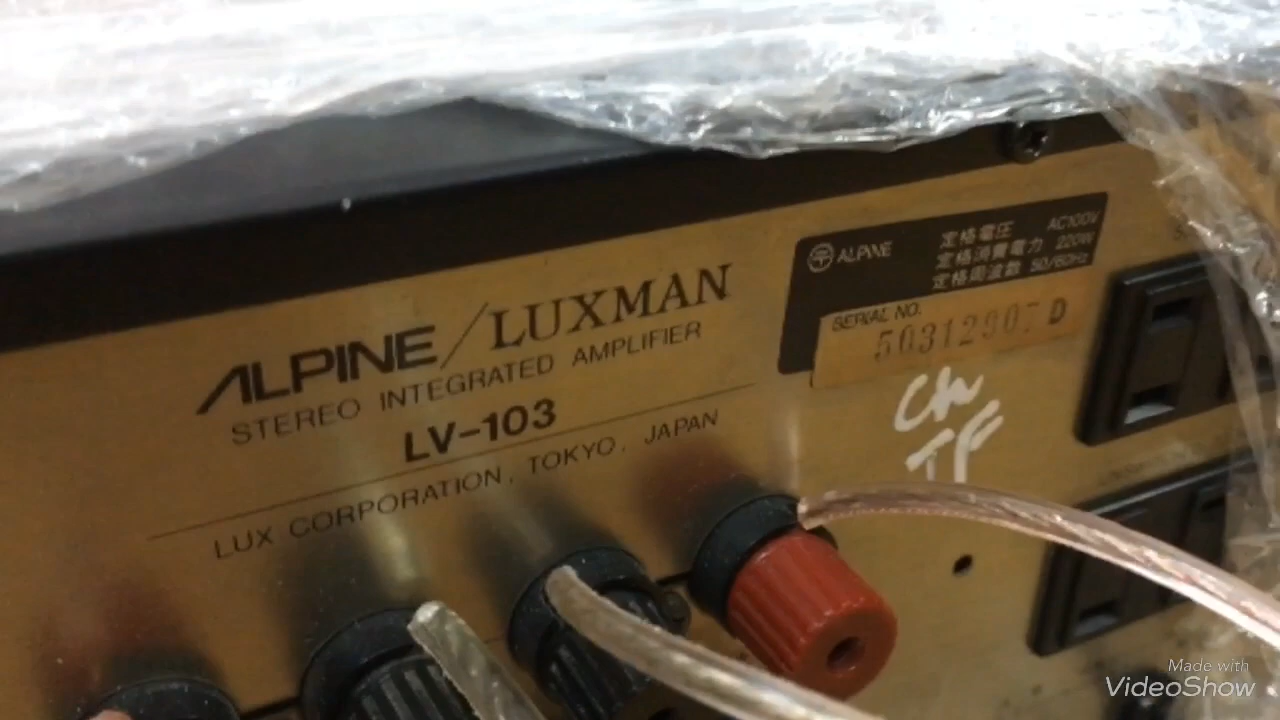 ALPINE/LUXMAN
STEREO INTEGRATED AMPLIFIER
LV-103
LUX CORPORATION, TOKYO, JAPAN
ALPINE
定格電圧 AC100V
定格消費電力 220W
定格周波数 50/60Hz
SERIAL NO.
50312907 D
Made with
VideoShow